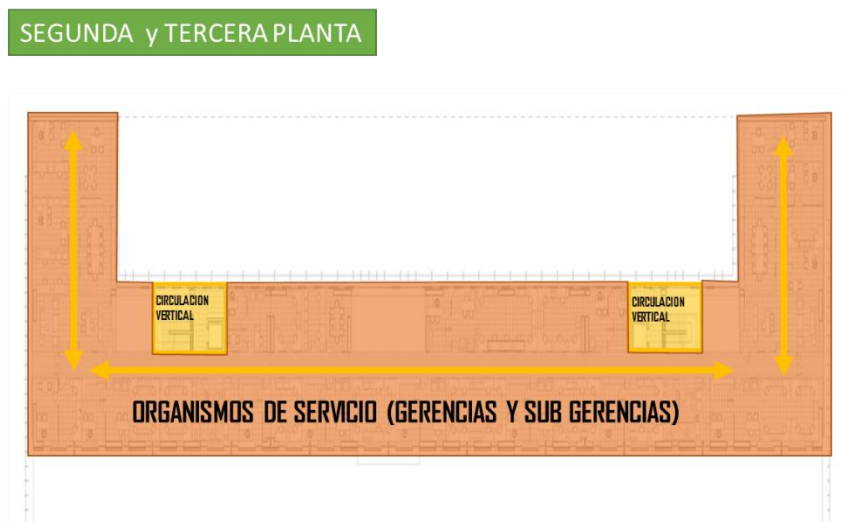 SEGUNDA y TERCERA PLANTA
CIRCULACION
VERTICAL
CIRCULACION
VERTICAL
ORGANISMOS DE SERVICIO (GERENCIAS Y SUB GERENCIAS)